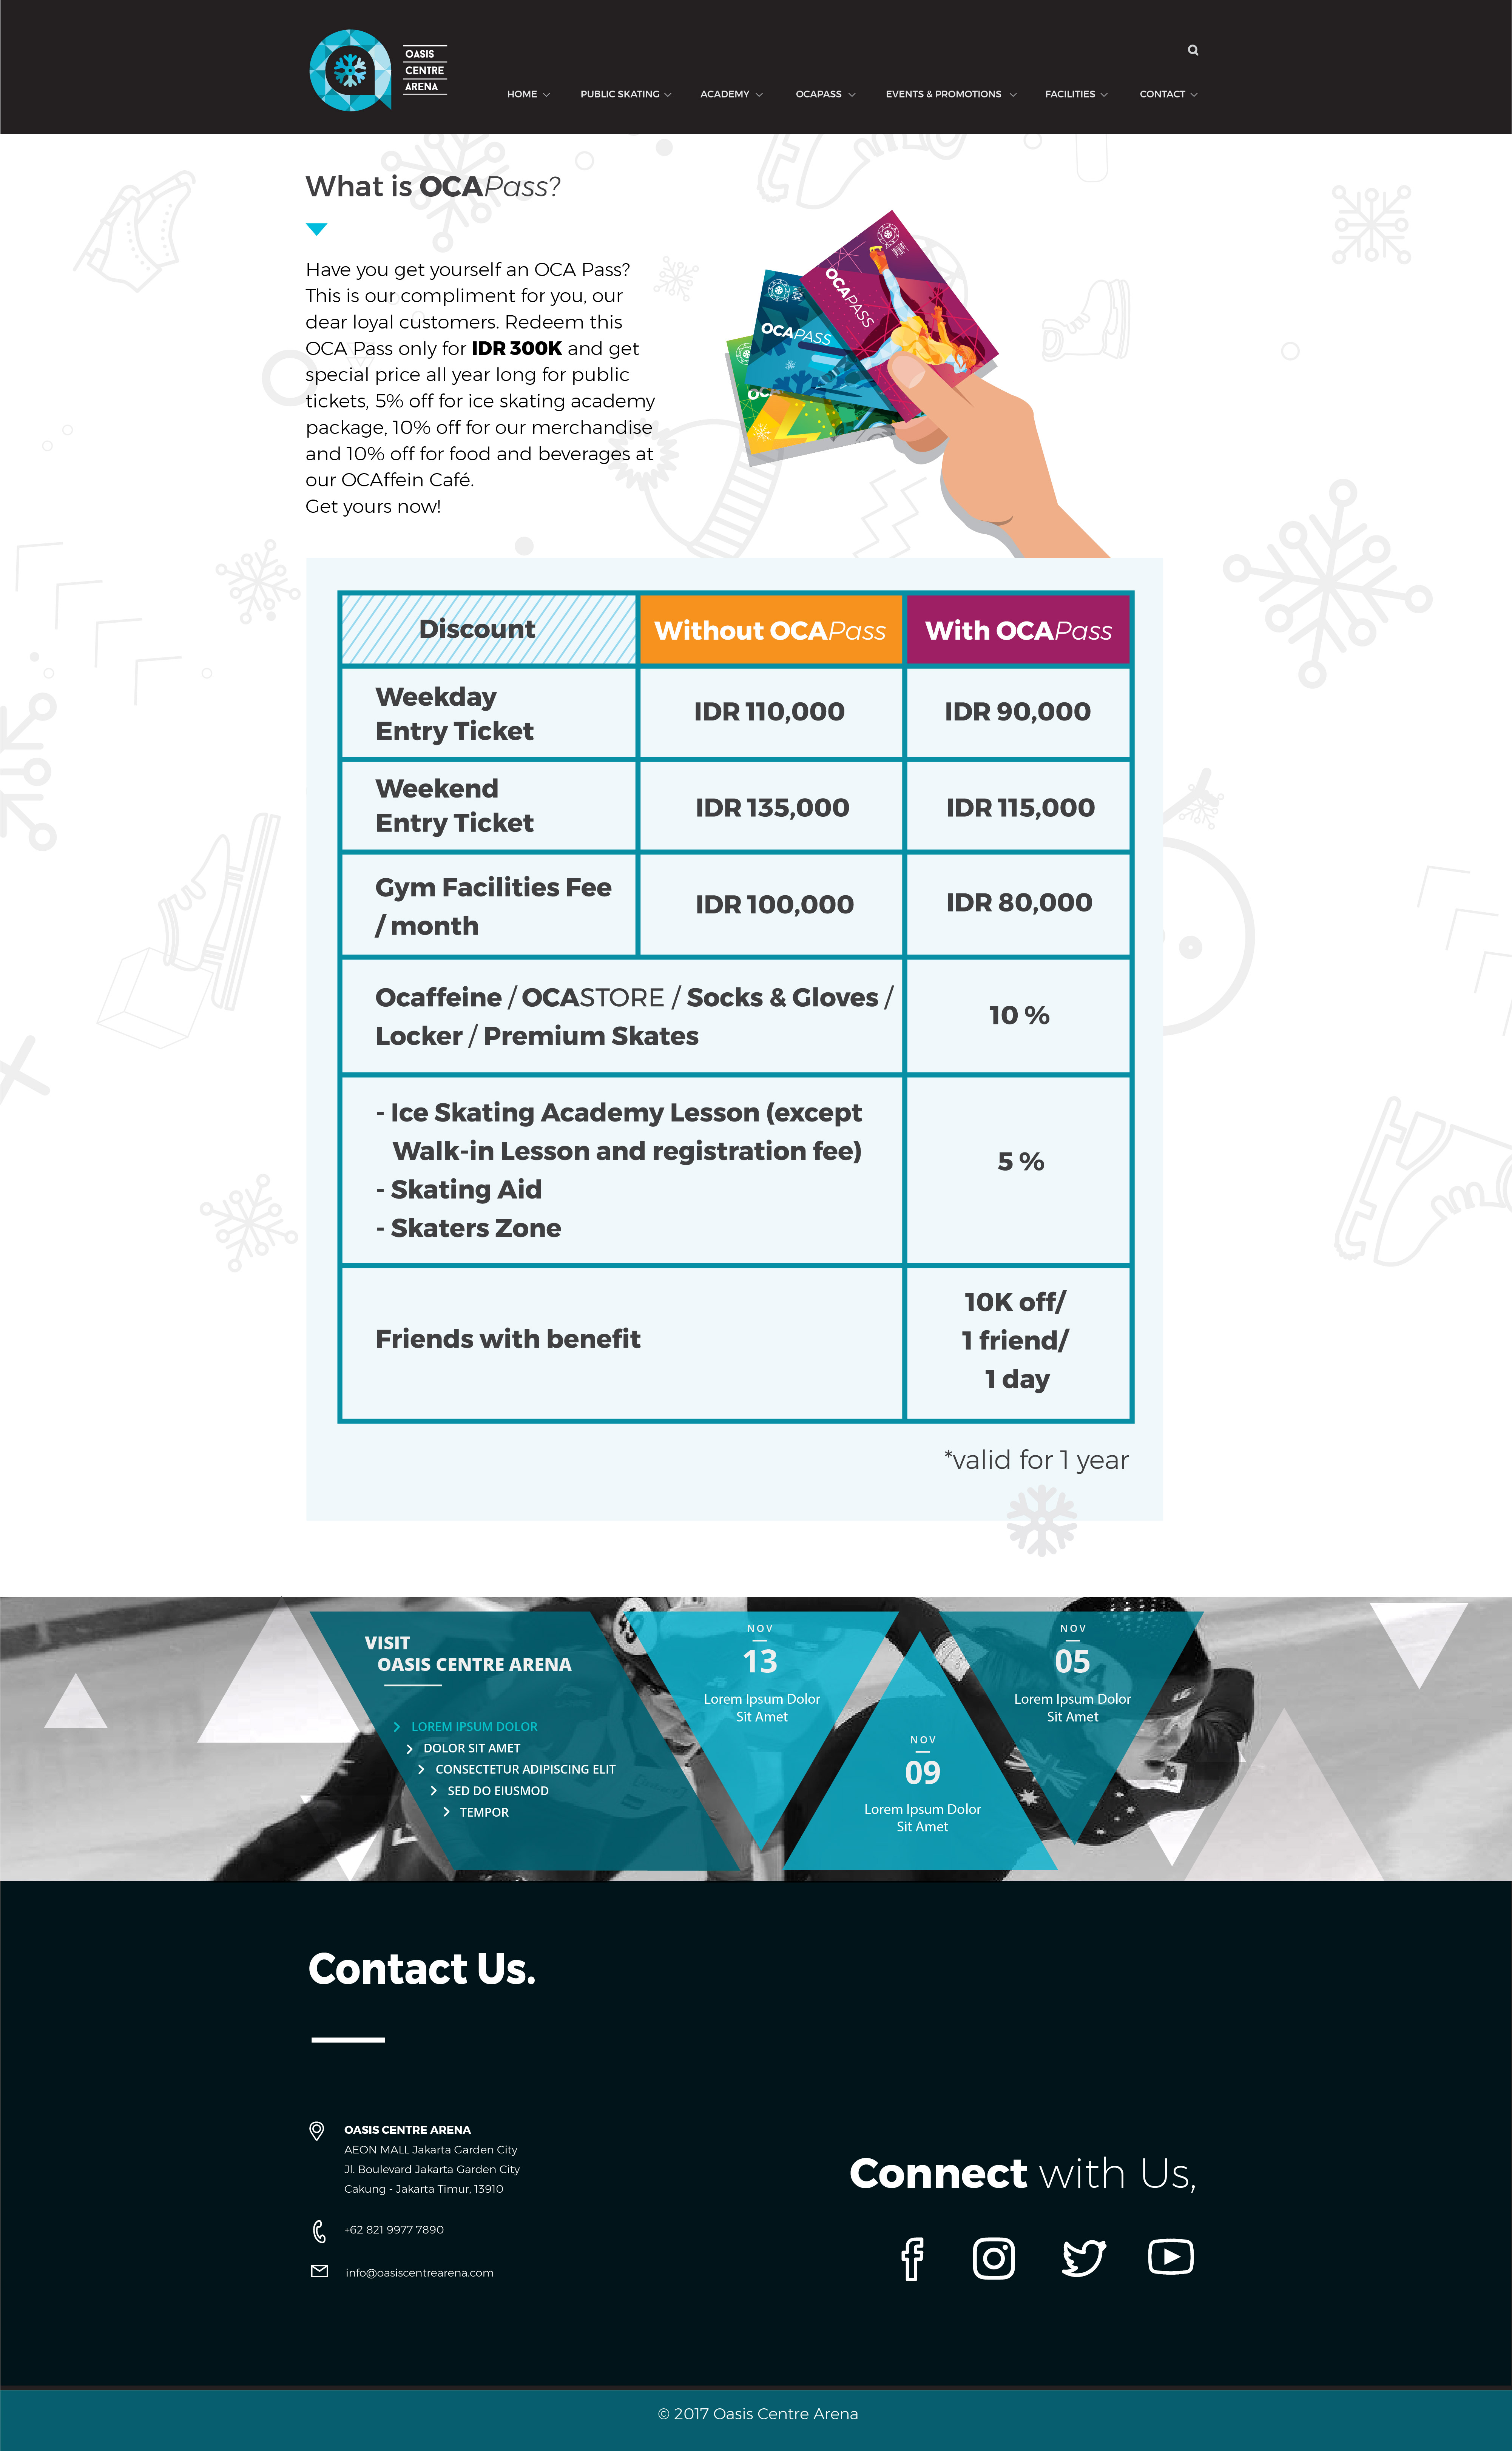 OASIS
CENTRE
ARENA
HOME
PUBLIC SKATING
ACADEMY
OCAPASS
EVENTS & PROMOTIONS
FACILITIES
CONTACT
What is OCAPass?
Have you get yourself an OCA Pass?
This is our compliment for you, our
dear loyal customers. Redeem this
OCA Pass only for IDR 300K and get
special price all year long for public
tickets, 5% off for ice skating academy
package, 10% off for our merchandise
and 10% off for food and beverages at
our OCAffein Café.
Get yours now!
OCAPASS
OCAPASS
OCA
Discount
Without OCAPass
With OCAPass
Weekday
Entry Ticket
IDR 110,000
IDR 90,000
Weekend
Entry Ticket
IDR 135,000
IDR 115,000
Gym Facilities Fee
/ month
IDR 100,000
IDR 80,000
Ocaffeine / OCASTORE / Socks & Gloves /
Locker / Premium Skates
10 %
- Ice Skating Academy Lesson (except
Walk-in Lesson and registration fee)
- Skating Aid
- Skaters Zone
5 %
Friends with benefit
10K off/
1 friend/
1 day
*valid for 1 year
VISIT
OASIS CENTRE ARENA
LOREM IPSUM DOLOR
DOLOR SIT AMET
CONSECTETUR ADIPISCING ELIT
SED DO EIUSMOD
TEMPOR
NOV
13
Lorem Ipsum Dolor
Sit Amet
NOV
09
Lorem Ipsum Dolor
Sit Amet
NOV
05
Lorem Ipsum Dolor
Sit Amet
Contact Us.
OASIS CENTRE ARENA
AEON MALL Jakarta Garden City
Jl. Boulevard Jakarta Garden City
Cakung - Jakarta Timur, 13910
+62 821 9977 7890
info@oasiscentrearena.com
Connect with Us,
© 2017 Oasis Centre Arena